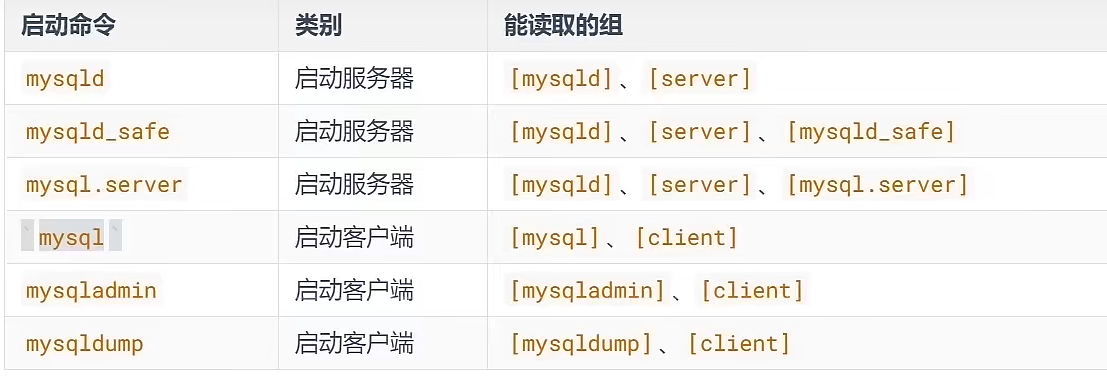 启动命令 类别 能读取的组
mysqld 启动服务器 [mysqld]、[server]
mysqld_safe 启动服务器 [mysqld]、[server]、[mysqld_safe]
mysql.server 启动服务器 [mysqld]、[server]、[mysql.server]
`mysql` 启动客户端 [mysql]、[client]
mysqladmin 启动客户端 [mysqladmin]、[client]
mysqldump 启动客户端 [mysqldump]、[client]